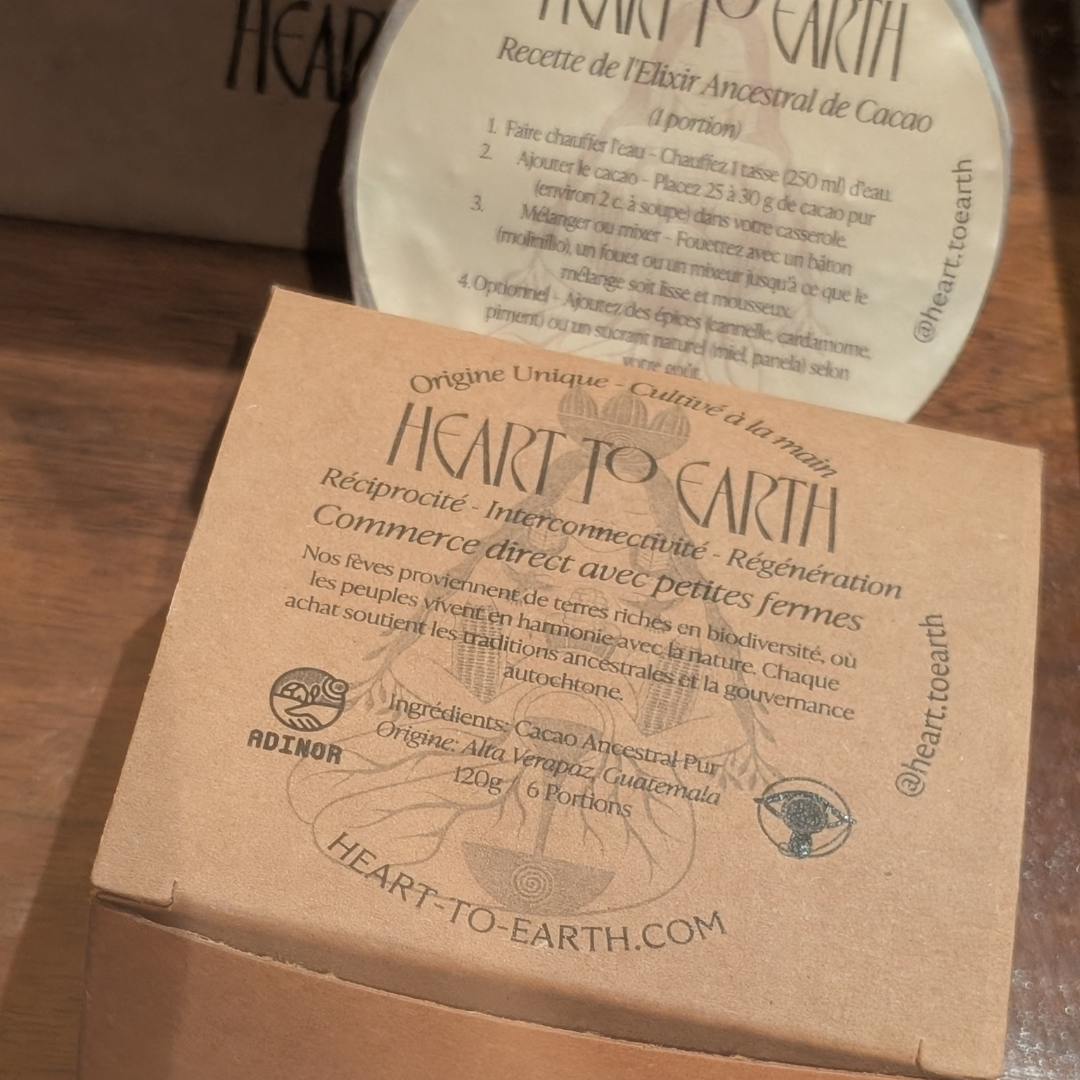 HEAR
HEART TO EARTH
Recette de l'Elixir Ancestral de Cacao
(1 portion)
1. Faire chauffer l'eau - Chauffez 1 tasse (250 ml) d'eau.
2. Ajouter le cacao - Placez 25 à 30 g de cacao pur
(environ 2 c. à soupe) dans votre casserole.
3. Mélanger ou mixer - Fouettez avec un bâton
(molinillo), un fouet ou un mixeur jusqu'à ce que le
mélange soit lisse et mousseux.
4. Optionnel - Ajoutez des épices (cannelle, cardamome,
piment) ou un sucrant naturel (miel, panela) selon
votre goût.
@heart.toearth
Origine Unique - Cultivé à la main
HEART TO EARTH
Réciprocité - Interconnectivité - Régénération
Commerce direct avec petites fermes
Nos fèves proviennent de terres riches en biodiversité, où
les peuples vivent en harmonie avec la nature. Chaque
achat soutient les traditions ancestrales et la gouvernance
autochtone.
ADINOR
Ingrédients: Cacao Ancestral Pur
Origine: Alta Verapaz, Guatemala
120g 6 Portions
@heart.toearth
HEART-TO-EARTH.COM